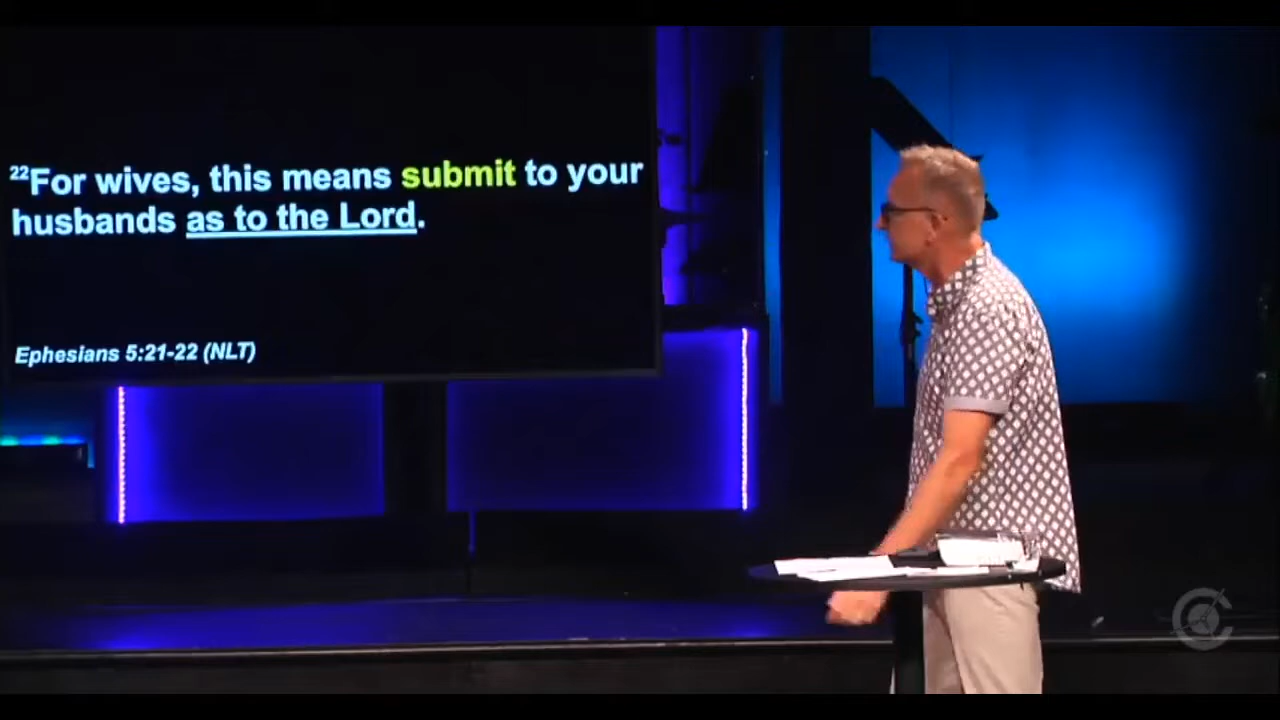 ²²For wives, this means submit to your
husbands as to the Lord.
Ephesians 5:21-22 (NLT)